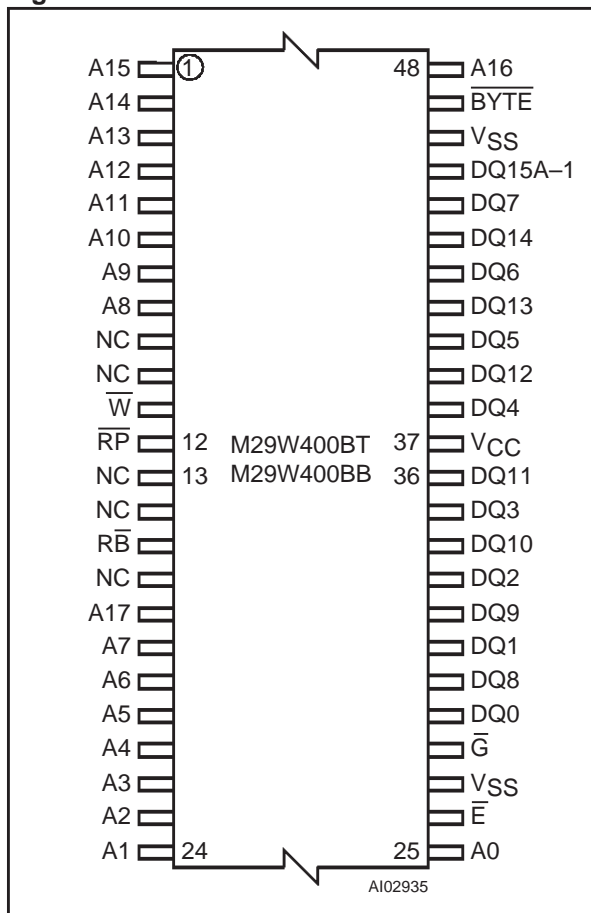 A15 1 48 A16
A14 B̅Y̅T̅E̅
A13 VSS
A12 DQ15A–1
A11 DQ7
A10 DQ14
A9 DQ6
A8 DQ13
NC DQ5
NC DQ12
W̅ DQ4
R̅P̅ 12 M29W400BT 37 VCC
NC 13 M29W400BB 36 DQ11
NC DQ3
RB̅ DQ10
NC DQ2
A17 DQ9
A7 DQ1
A6 DQ8
A5 DQ0
A4 G̅
A3 VSS
A2 E̅
A1 24 25 A0
AI02935